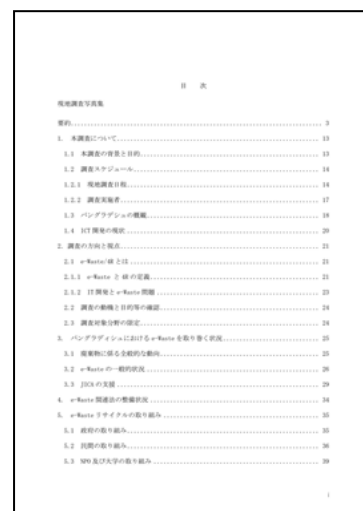 目 次
現地調査写真集
要約 3
1. 本調査について 13
1.1 本調査の背景と目的 13
1.2 調査スケジュール 14
1.2.1 現地調査日程 14
1.2.2 調査実施者 17
1.3 バングラデシュの概観 18
1.4 ICT 開発の現状 20
2. 調査の方向と視点 21
2.1 e-Waste/4R とは 21
2.1.1 e-Waste と 4R の定義 21
2.1.2 IT 開発と e-Waste 問題 23
2.2 調査の動機と目的等の確認 24
2.3 調査対象分野の限定 24
3. バングラディシュにおける e-Waste を取り巻く状況 25
3.1 廃棄物に係る全般的な動向 25
3.2 e-Waste の一般的状況 26
3.3 JICA の支援 29
4. e-Waste 関連法の整備状況 34
5. e-Waste リサイクルの取り組み 35
5.1 政府の取り組み 35
5.2 民間の取り組み 36
5.3 NPO 及び大学の取り組み 39
1